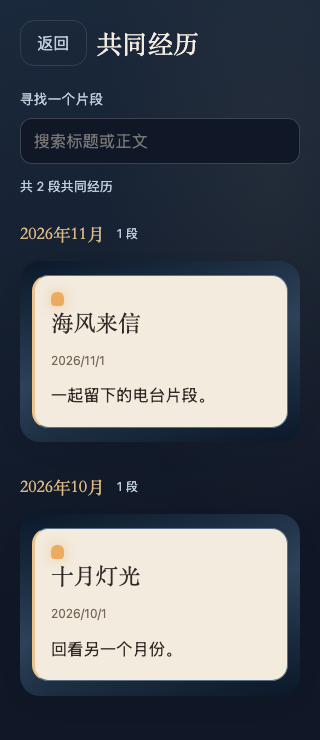 返回 共同经历
寻找一个片段
搜索标题或正文
共 2 段共同经历
2026年11月 1 段
海风来信
2026/11/1
一起留下的电台片段。
2026年10月 1 段
十月灯光
2026/10/1
回看另一个月份。